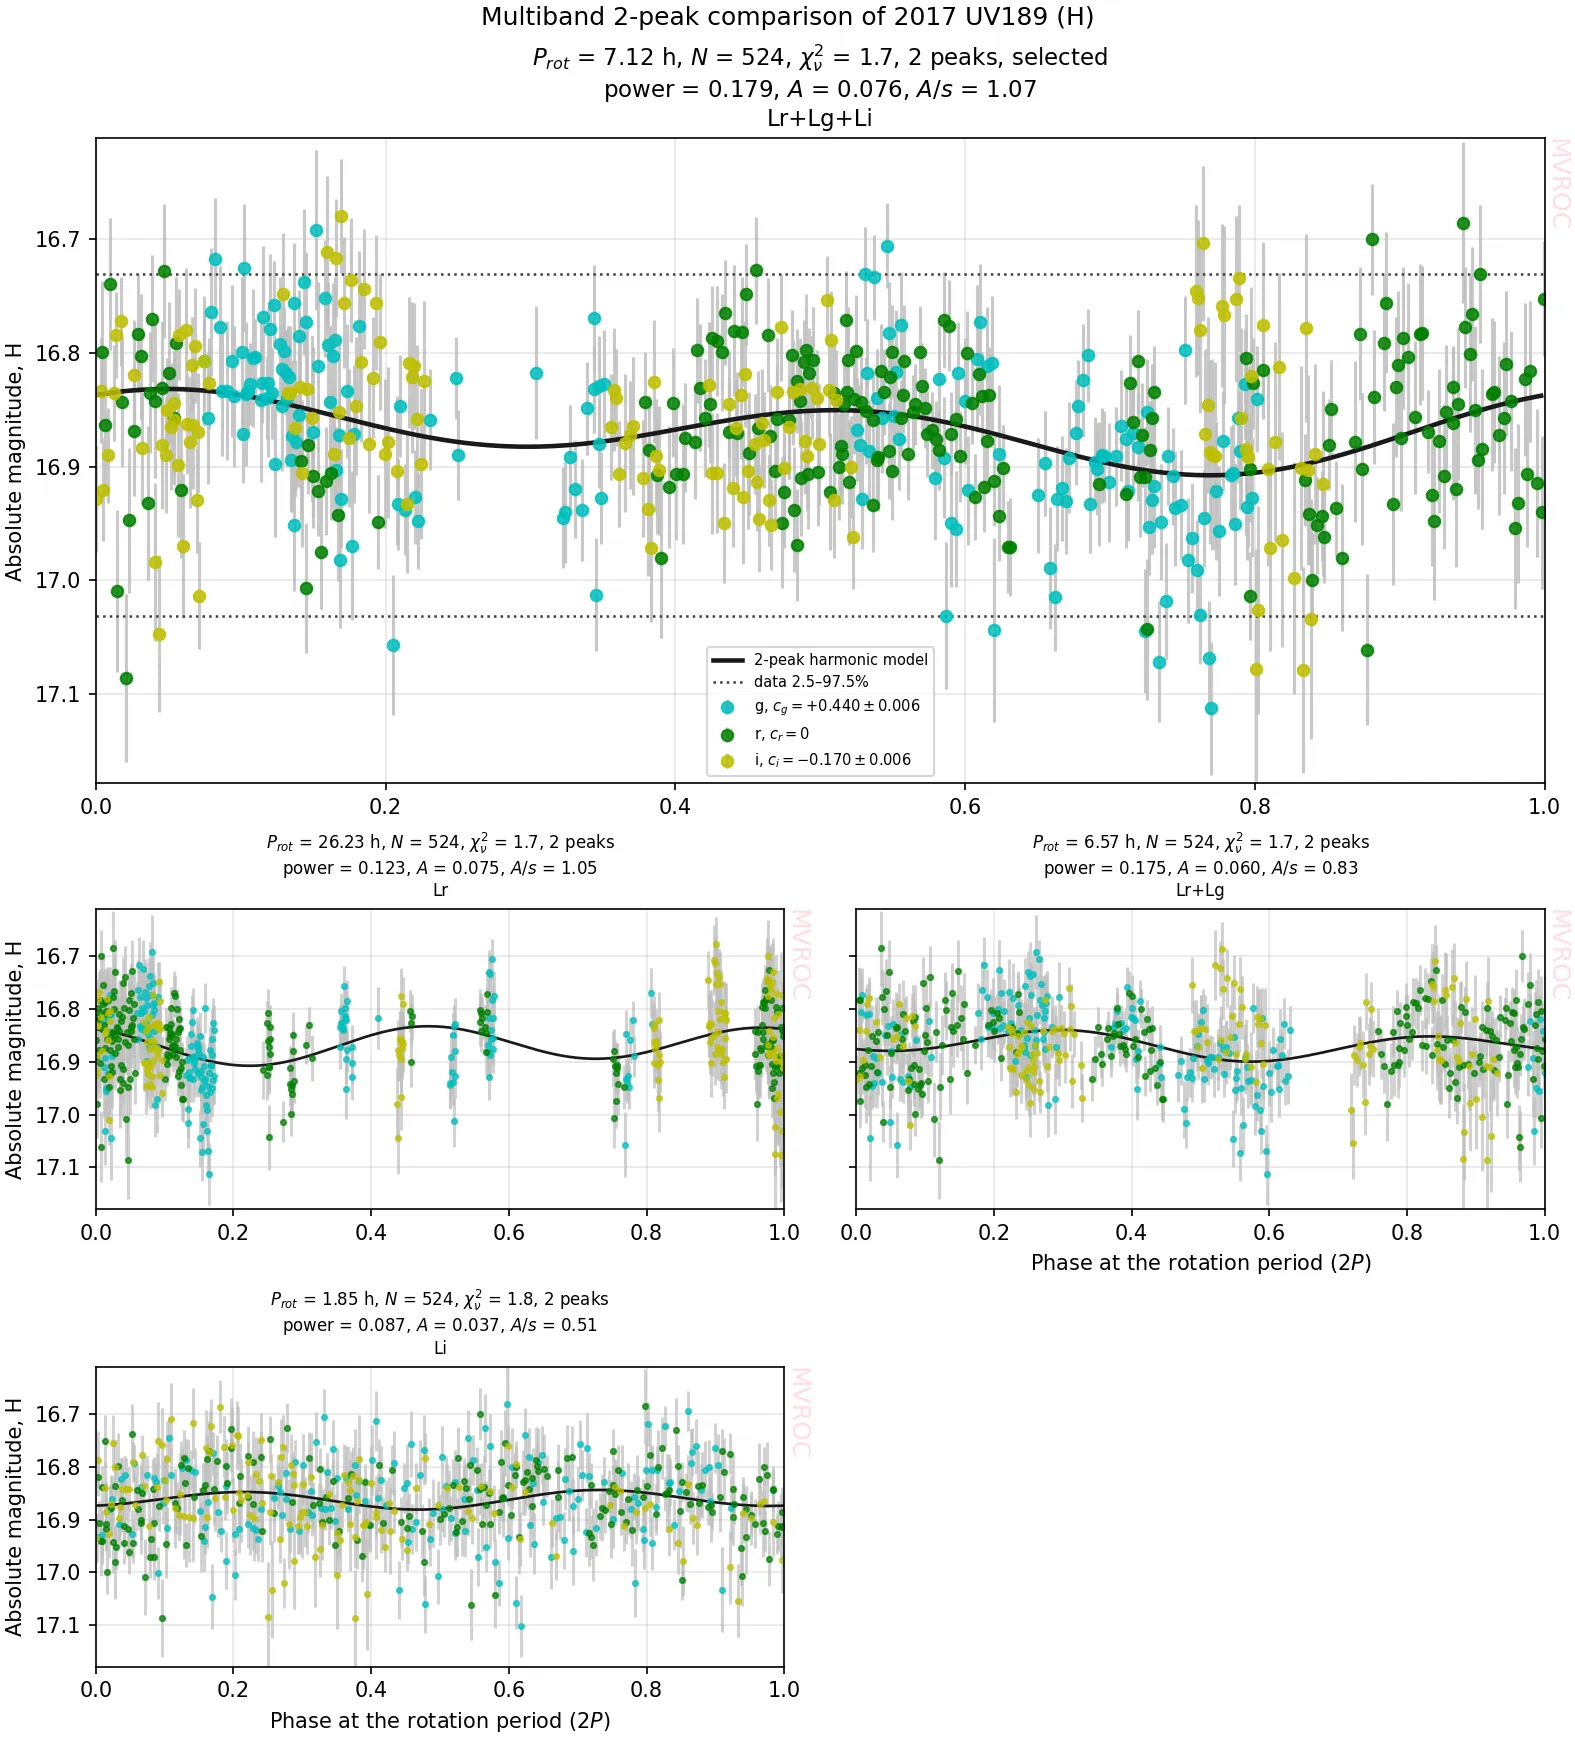 Multiband 2-peak comparison of 2017 UV189 (H)
P_rot = 7.12 h, N = 524, χ²_ν = 1.7, 2 peaks, selected
power = 0.179, A = 0.076, A/s = 1.07
Lr+Lg+Li
MVROC
Absolute magnitude, H
16.7
16.8
16.9
17.0
17.1
2-peak harmonic model
data 2.5–97.5%
g, c_g = +0.440 ± 0.006
r, c_r = 0
i, c_i = −0.170 ± 0.006
0.0 0.2 0.4 0.6 0.8 1.0
P_rot = 26.23 h, N = 524, χ²_ν = 1.7, 2 peaks
power = 0.123, A = 0.075, A/s = 1.05
Lr
MVROC
Absolute magnitude, H
16.7
16.8
16.9
17.0
17.1
0.0 0.2 0.4 0.6 0.8 1.0
P_rot = 6.57 h, N = 524, χ²_ν = 1.7, 2 peaks
power = 0.175, A = 0.060, A/s = 0.83
Lr+Lg
MVROC
0.0 0.2 0.4 0.6 0.8 1.0
Phase at the rotation period (2P)
P_rot = 1.85 h, N = 524, χ²_ν = 1.8, 2 peaks
power = 0.087, A = 0.037, A/s = 0.51
Li
MVROC
Absolute magnitude, H
16.7
16.8
16.9
17.0
17.1
0.0 0.2 0.4 0.6 0.8 1.0
Phase at the rotation period (2P)